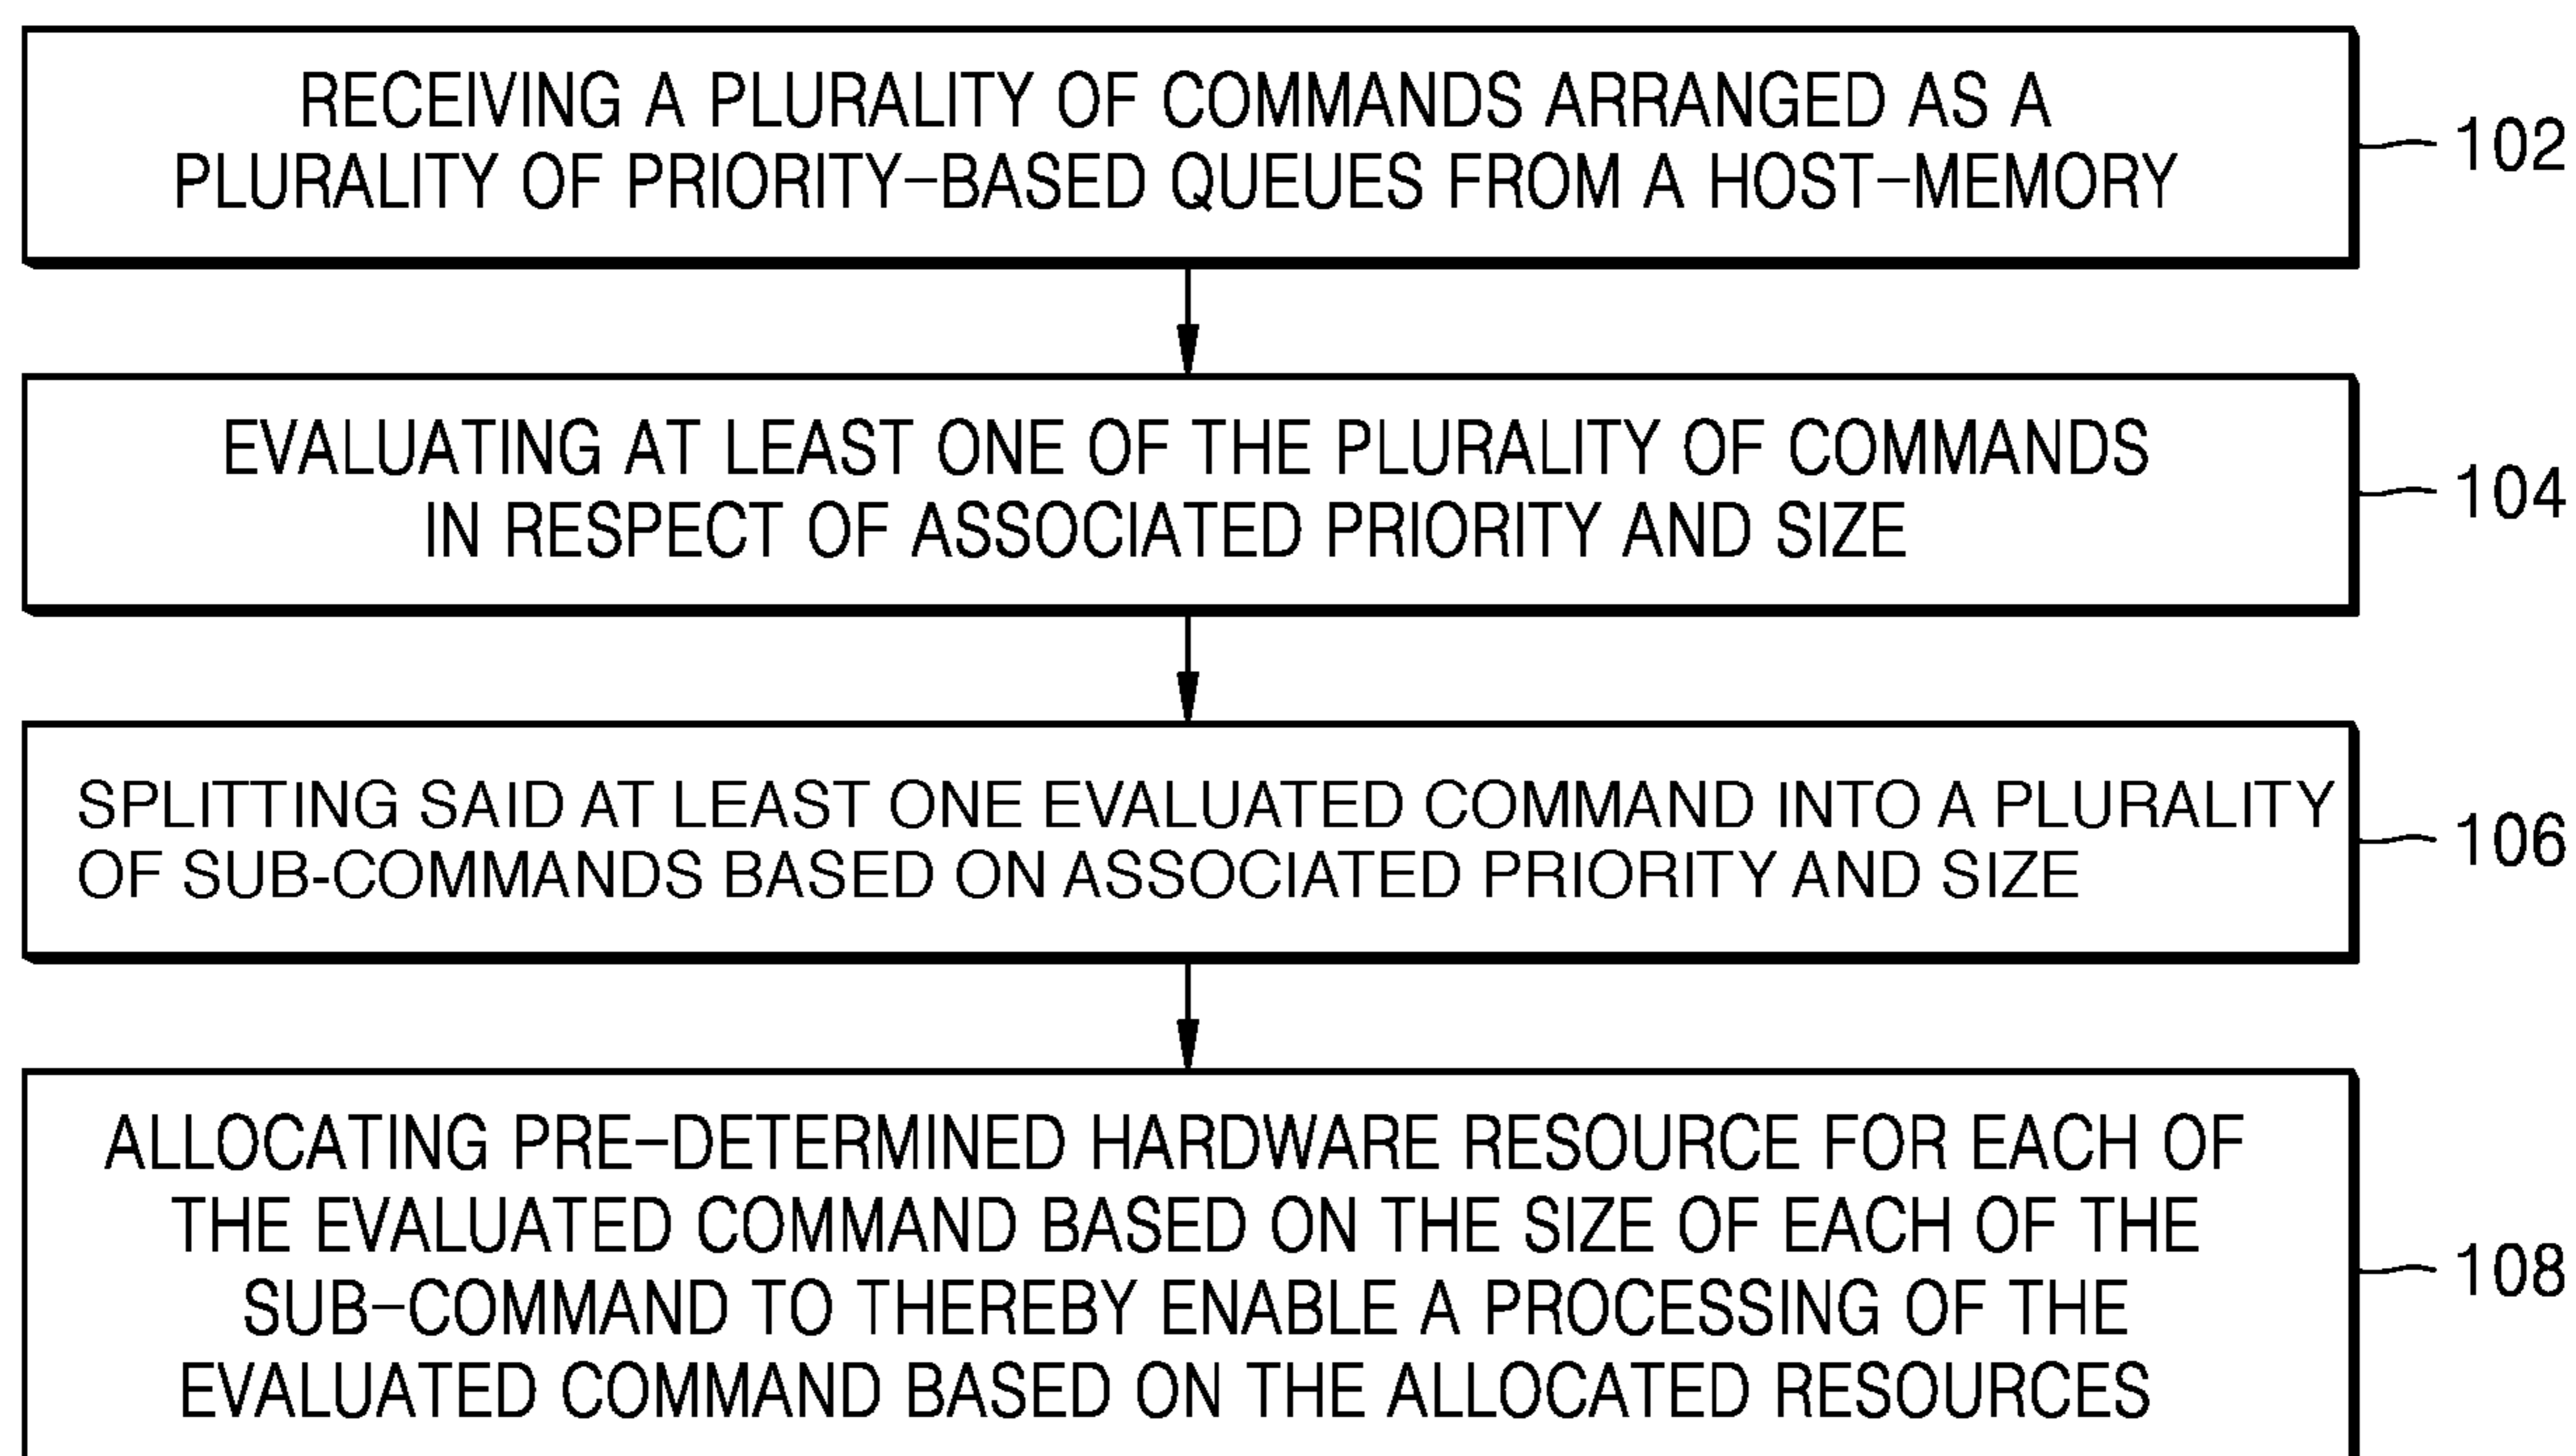 RECEIVING A PLURALITY OF COMMANDS ARRANGED AS A
PLURALITY OF PRIORITY-BASED QUEUES FROM A HOST-MEMORY
102
EVALUATING AT LEAST ONE OF THE PLURALITY OF COMMANDS
IN RESPECT OF ASSOCIATED PRIORITY AND SIZE
104
SPLITTING SAID AT LEAST ONE EVALUATED COMMAND INTO A PLURALITY
OF SUB-COMMANDS BASED ON ASSOCIATED PRIORITY AND SIZE
106
ALLOCATING PRE-DETERMINED HARDWARE RESOURCE FOR EACH OF
THE EVALUATED COMMAND BASED ON THE SIZE OF EACH OF THE
SUB-COMMAND TO THEREBY ENABLE A PROCESSING OF THE
EVALUATED COMMAND BASED ON THE ALLOCATED RESOURCES
108